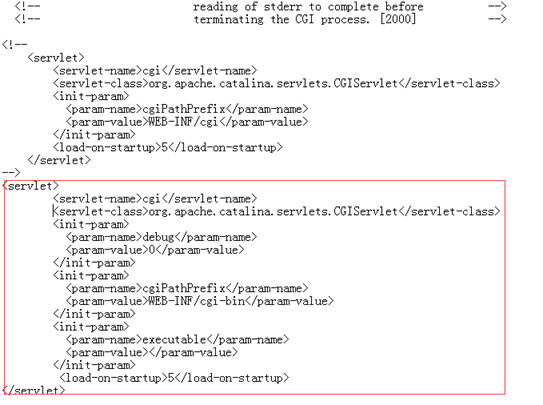 <!--                        reading of stderr to complete before          -->
<!--                        terminating the CGI process. [2000]           -->
<!--
    <servlet>
        <servlet-name>cgi</servlet-name>
        <servlet-class>org.apache.catalina.servlets.CGIServlet</servlet-class>
        <init-param>
          <param-name>cgiPathPrefix</param-name>
          <param-value>WEB-INF/cgi</param-value>
        </init-param>
        <load-on-startup>5</load-on-startup>
    </servlet>
-->
<servlet>
        <servlet-name>cgi</servlet-name>
        <servlet-class>org.apache.catalina.servlets.CGIServlet</servlet-class>
        <init-param>
          <param-name>debug</param-name>
          <param-value>0</param-value>
        </init-param>
        <init-param>
          <param-name>cgiPathPrefix</param-name>
          <param-value>WEB-INF/cgi-bin</param-value>
        </init-param>
        <init-param>
          <param-name>executable</param-name>
          <param-value></param-value>
        </init-param>
         <load-on-startup>5</load-on-startup>
</servlet>